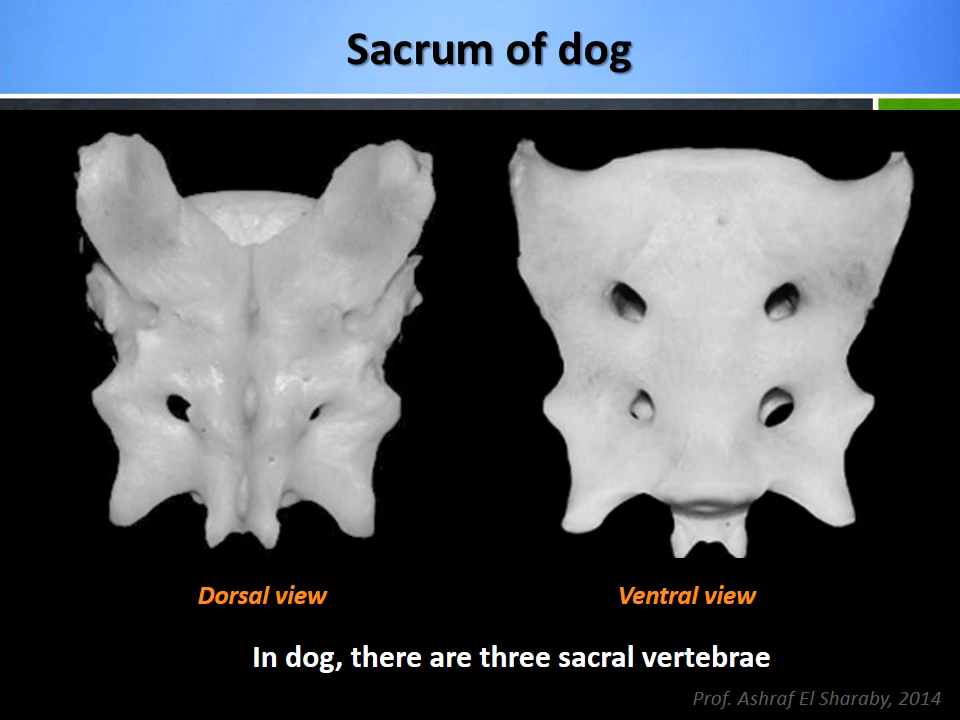 Sacrum of dog
Dorsal view
Ventral view
In dog, there are three sacral vertebrae
Prof. Ashraf El Sharaby, 2014